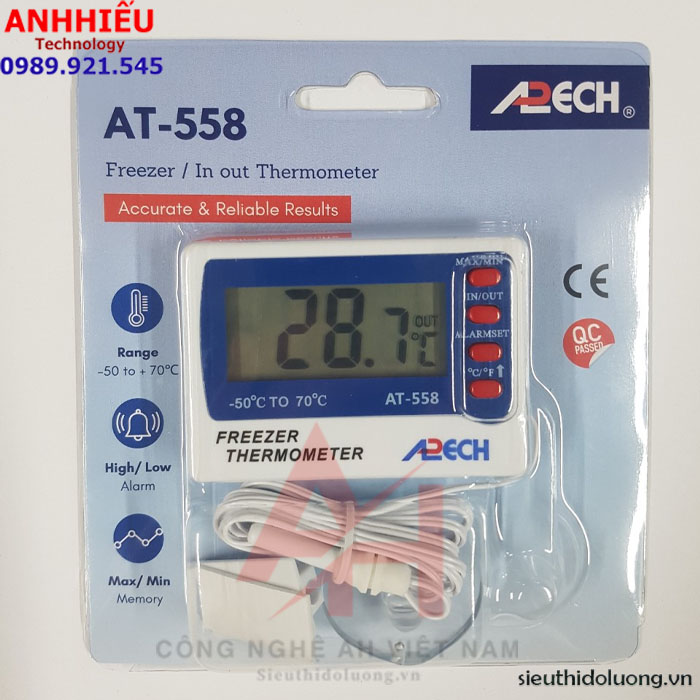 ANHHIẾU
Technology
0989.921.545
APECH ®
AT-558
Freezer / In out Thermometer
Accurate & Reliable Results
MAX/MIN
IN/OUT
ALARMSET
°C/°F↑
28.7 OUT °C
-50°C TO 70°C
AT-558
FREEZER
THERMOMETER
APECH
CE
QC
PASSED
Range
-50 to + 70°C
High/ Low
Alarm
Max/ Min
Memory
CÔNG NGHỆ AH VIỆT NAM
Sieuthidoluong.vn
sieuthidoluong.vn